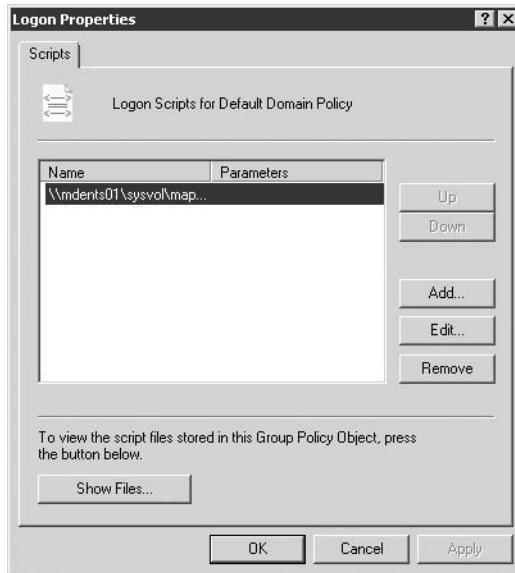 Logon Properties
Scripts
Logon Scripts for Default Domain Policy
Name Parameters
\\mdents01\sysvol\map...
Up
Down
Add...
Edit...
Remove
To view the script files stored in this Group Policy Object, press
the button below.
Show Files...
OK Cancel Apply